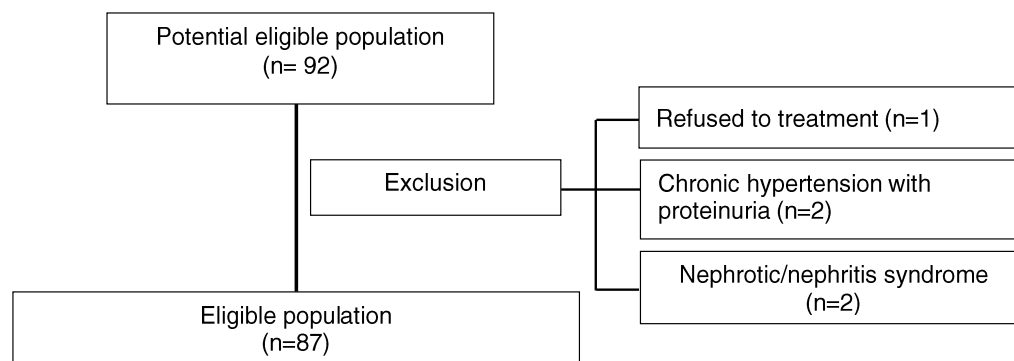 Potential eligible population
(n= 92)
Refused to treatment (n=1)
Exclusion
Chronic hypertension with
proteinuria (n=2)
Nephrotic/nephritis syndrome
(n=2)
Eligible population
(n=87)